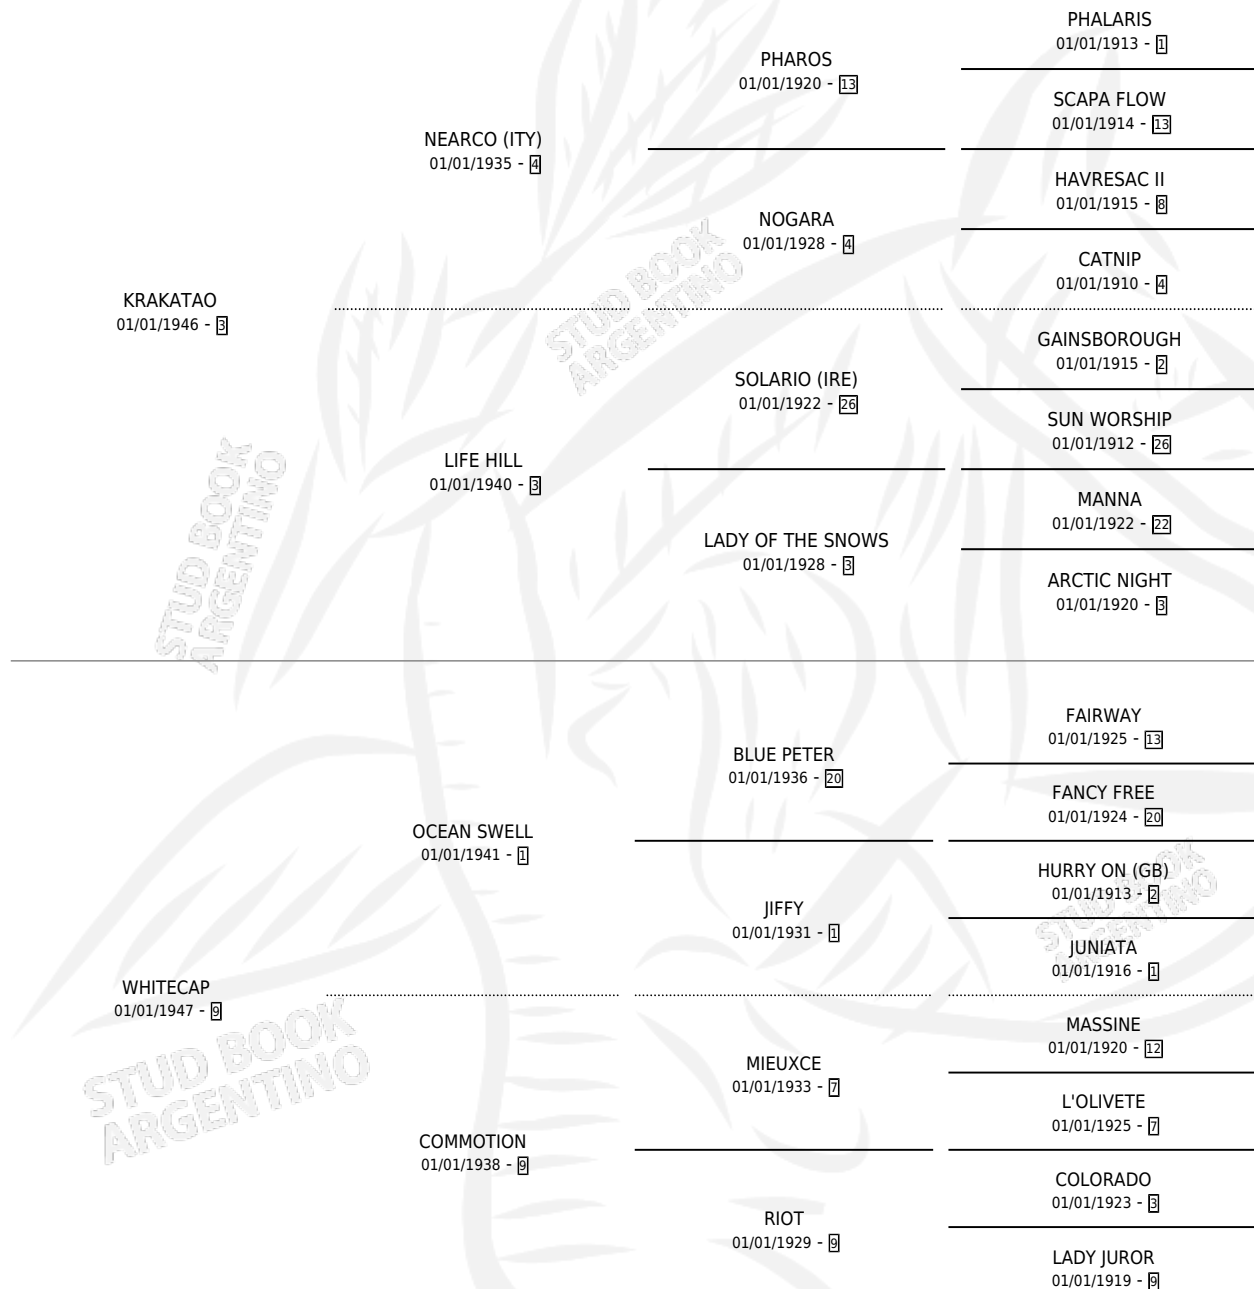 PHALARIS
01/01/1913 - 1
PHAROS
01/01/1920 - 13
SCAPA FLOW
01/01/1914 - 13
NEARCO (ITY)
01/01/1935 - 4
HAVRESAC II
01/01/1915 - 8
NOGARA
01/01/1928 - 4
CATNIP
01/01/1910 - 4
KRAKATAO
01/01/1946 - 3
GAINSBOROUGH
01/01/1915 - 2
SOLARIO (IRE)
01/01/1922 - 26
SUN WORSHIP
01/01/1912 - 26
LIFE HILL
01/01/1940 - 3
MANNA
01/01/1922 - 22
LADY OF THE SNOWS
01/01/1928 - 3
ARCTIC NIGHT
01/01/1920 - 3
FAIRWAY
01/01/1925 - 13
BLUE PETER
01/01/1936 - 20
FANCY FREE
01/01/1924 - 20
OCEAN SWELL
01/01/1941 - 1
HURRY ON (GB)
01/01/1913 - 2
JIFFY
01/01/1931 - 1
JUNIATA
01/01/1916 - 1
WHITECAP
01/01/1947 - 9
MASSINE
01/01/1920 - 12
MIEUXCE
01/01/1933 - 7
L'OLIVETE
01/01/1925 - 7
COMMOTION
01/01/1938 - 9
COLORADO
01/01/1923 - 3
RIOT
01/01/1929 - 9
LADY JUROR
01/01/1919 - 9
STUD BOOK
ARGENTINO
STUD BOOK
ARGENTINO
STUD BOOK
ARGENTINO
STUD BOOK
ARGENTINO